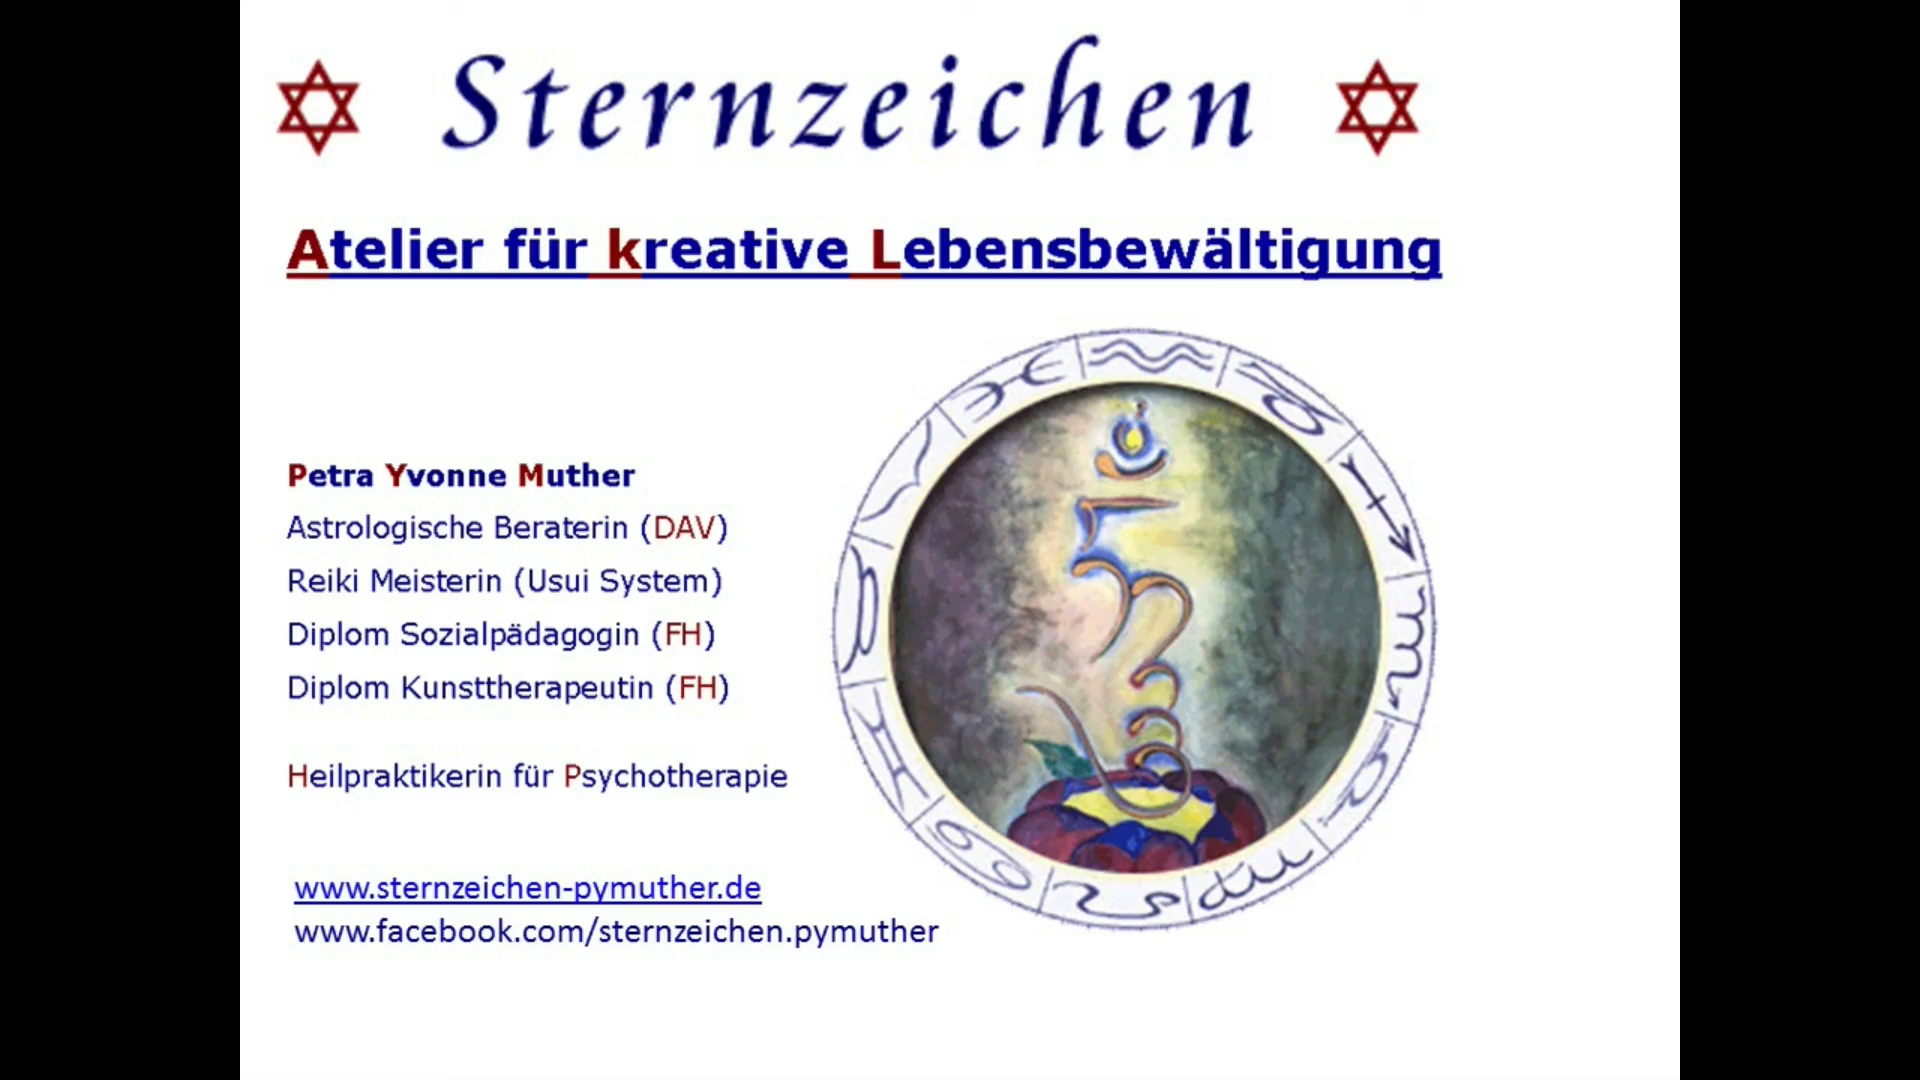 Sternzeichen
Atelier für kreative Lebensbewältigung
Petra Yvonne Muther
Astrologische Beraterin (DAV)
Reiki Meisterin (Usui System)
Diplom Sozialpädagogin (FH)
Diplom Kunsttherapeutin (FH)
Heilpraktikerin für Psychotherapie
www.sternzeichen-pymuther.de
www.facebook.com/sternzeichen.pymuther